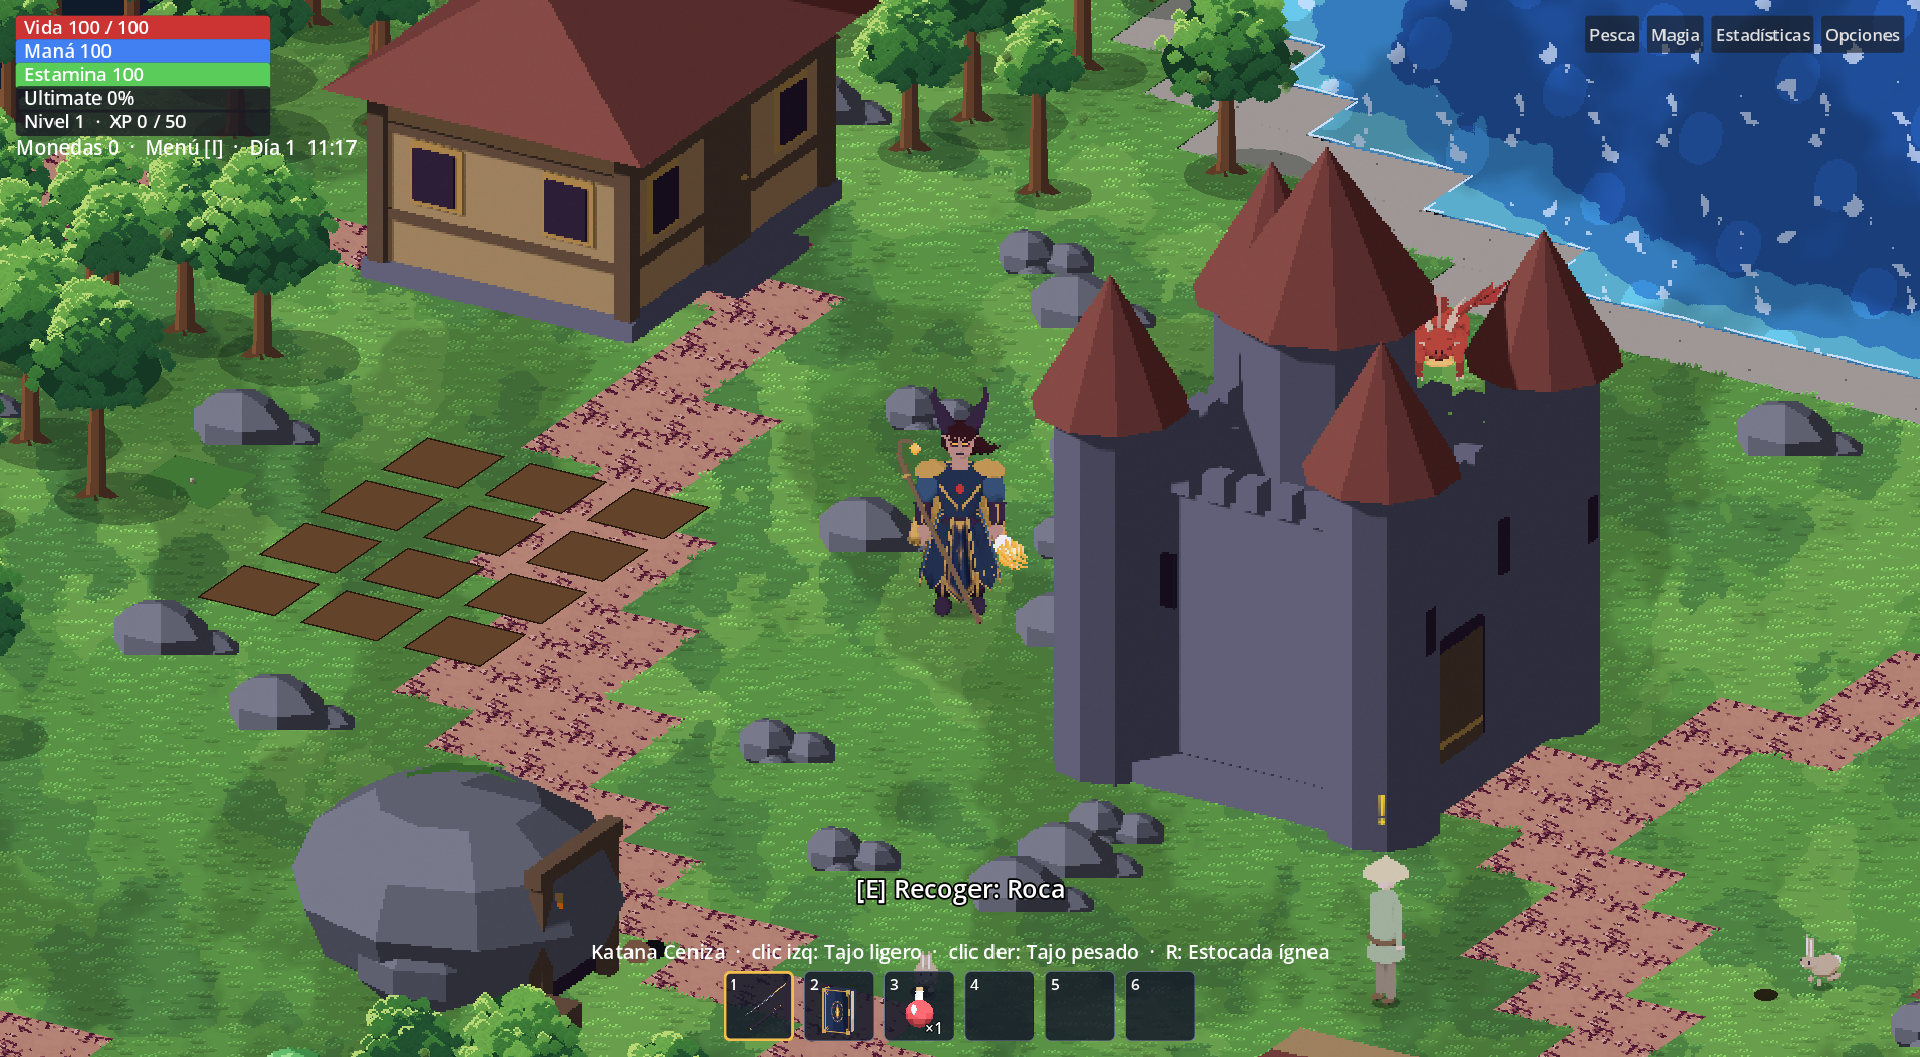 Vida 100 / 100
Maná 100
Estamina 100
Ultimate 0%
Nivel 1 · XP 0 / 50
Monedas 0 · Menú [I] · Día 1 11:17
Pesca Magia Estadísticas Opciones
[E] Recoger: Roca
Katana Ceniza · clic izq: Tajo ligero · clic der: Tajo pesado · R: Estocada ígnea
1 2 3 4 5 6
×1